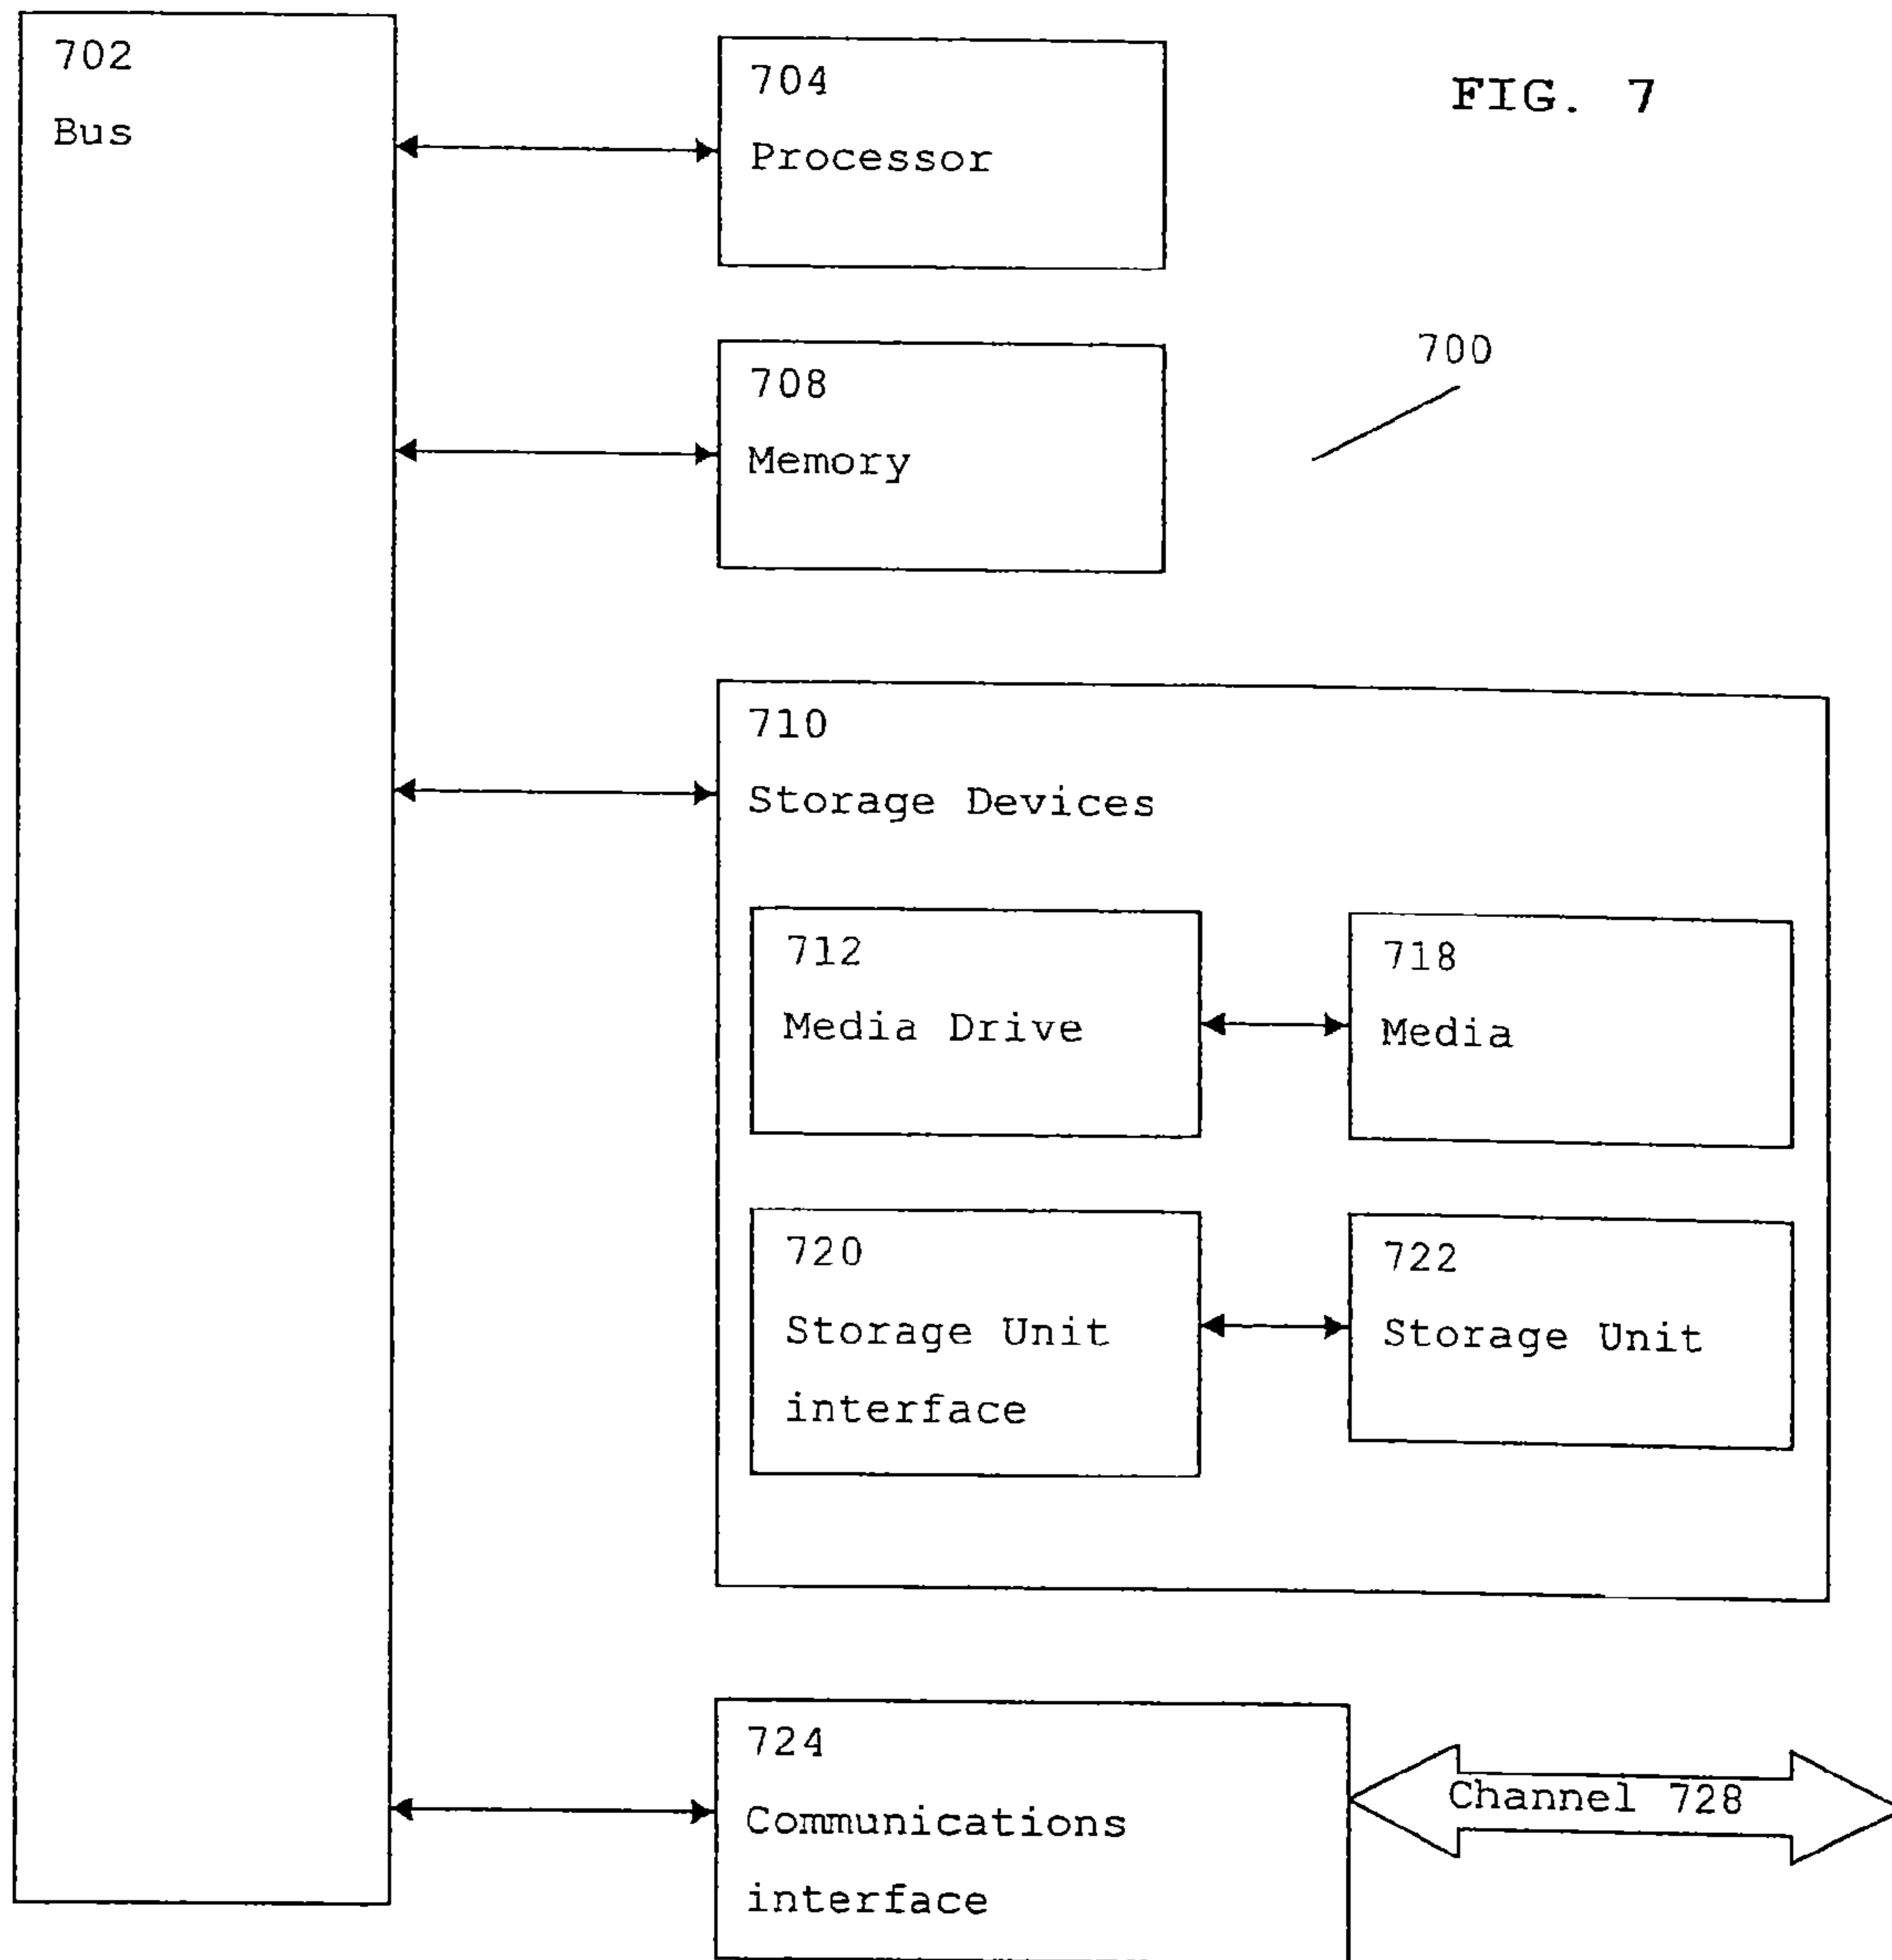 702
Bus
704
Processor
FIG. 7
708
Memory
700
710
Storage Devices
712
Media Drive
718
Media
720
Storage Unit
interface
722
Storage Unit
724
Communications
interface
Channel 728